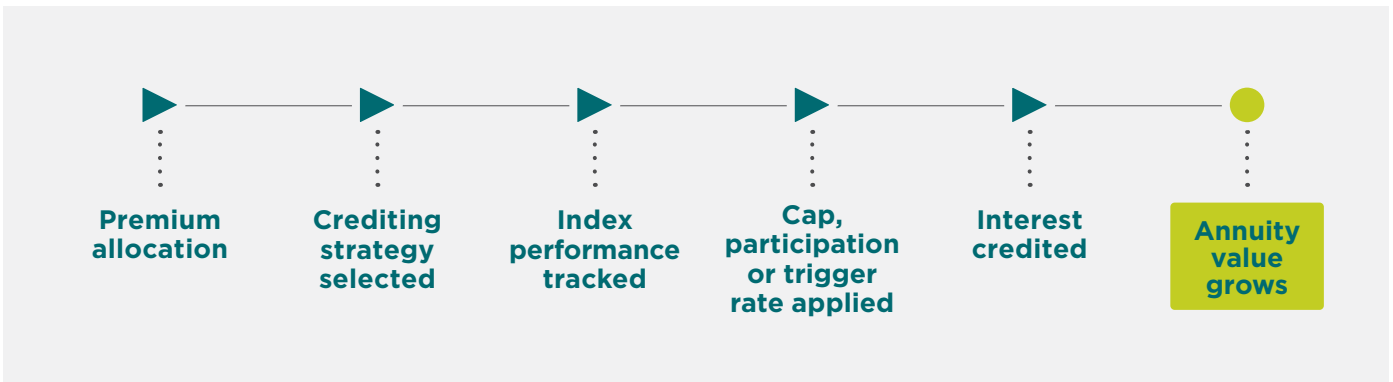 Premium
allocation
Crediting
strategy
selected
Index
performance
tracked
Cap,
participation
or trigger
rate applied
Interest
credited
Annuity
value
grows